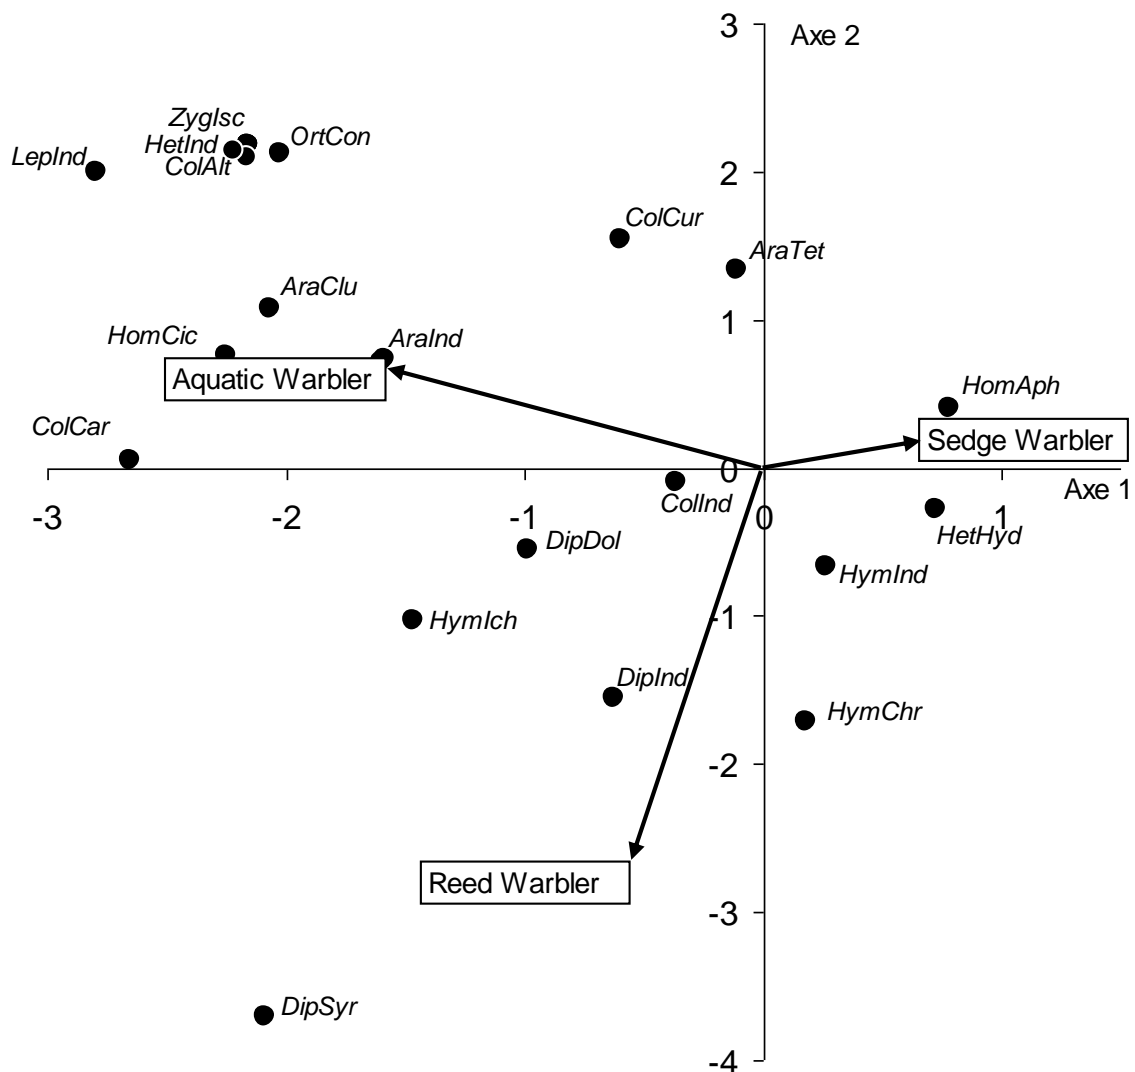 3
Axe 2
ZygIsc
HetInd
OrtCon
LepInd
ColAlt
2
ColCur
AraTet
AraClu
1
HomCic
AraInd
Aquatic Warbler
HomAph
ColCar
Sedge Warbler
0
Axe 1
-3
-2
-1
0
1
ColInd
HetHyd
DipDol
HymInd
HymIch
-1
DipInd
HymChr
-2
Reed Warbler
-3
DipSyr
-4